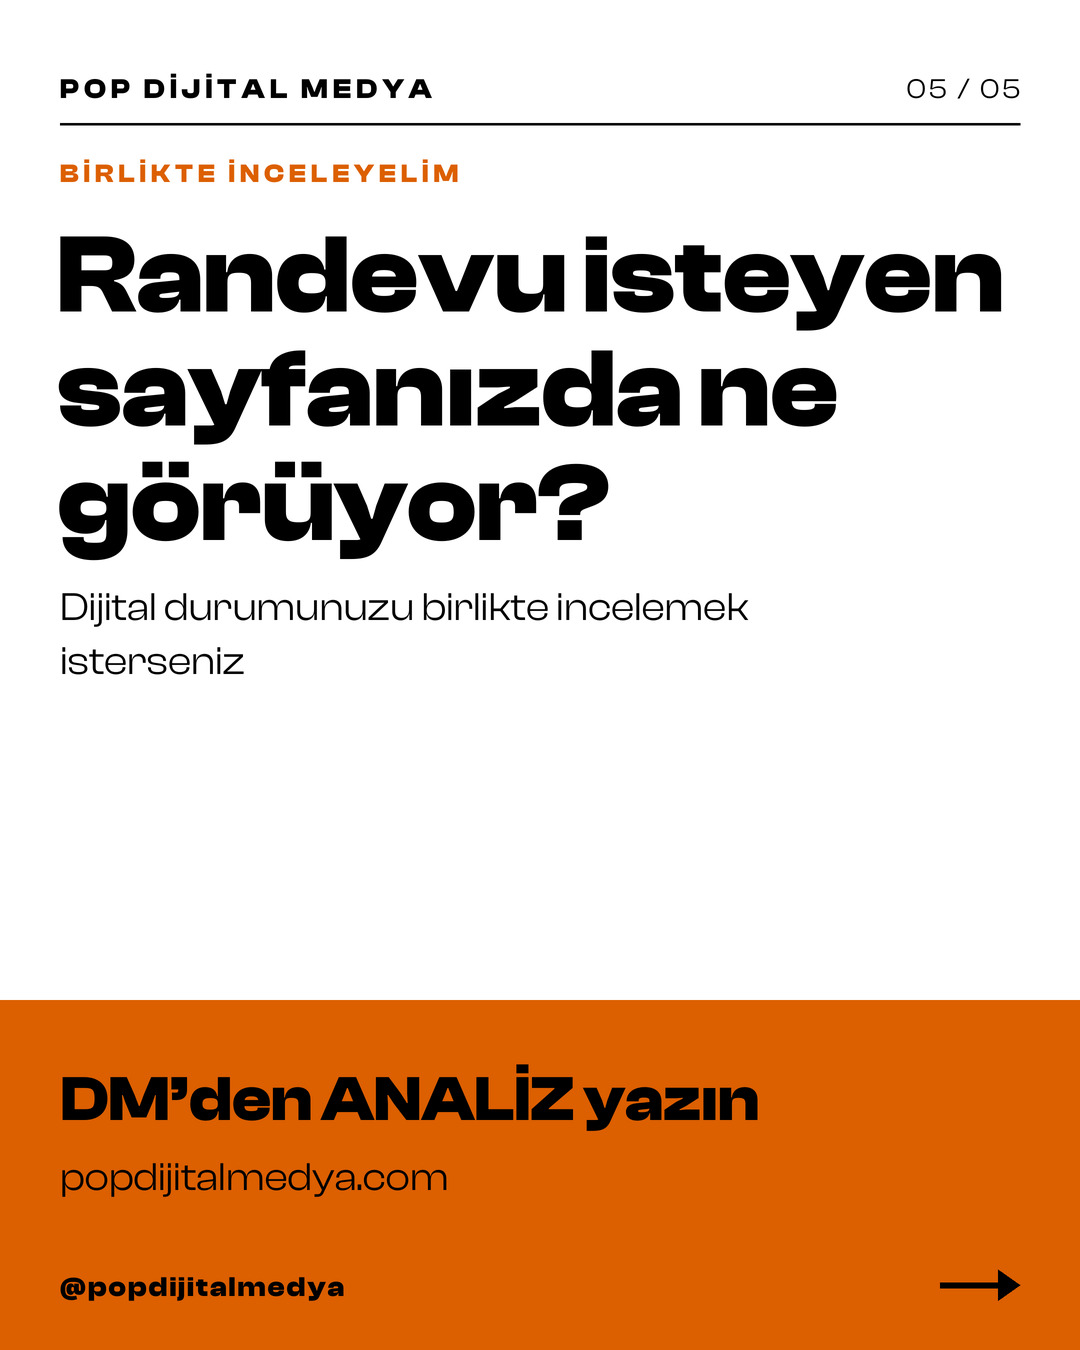 POP DİJİTAL MEDYA
05 / 05
BİRLİKTE İNCELEYELİM
Randevu isteyen
sayfanızda ne
görüyor?
Dijital durumunuzu birlikte incelemek
isterseniz
DM’den ANALİZ yazın
popdijitalmedya.com
@popdijitalmedya